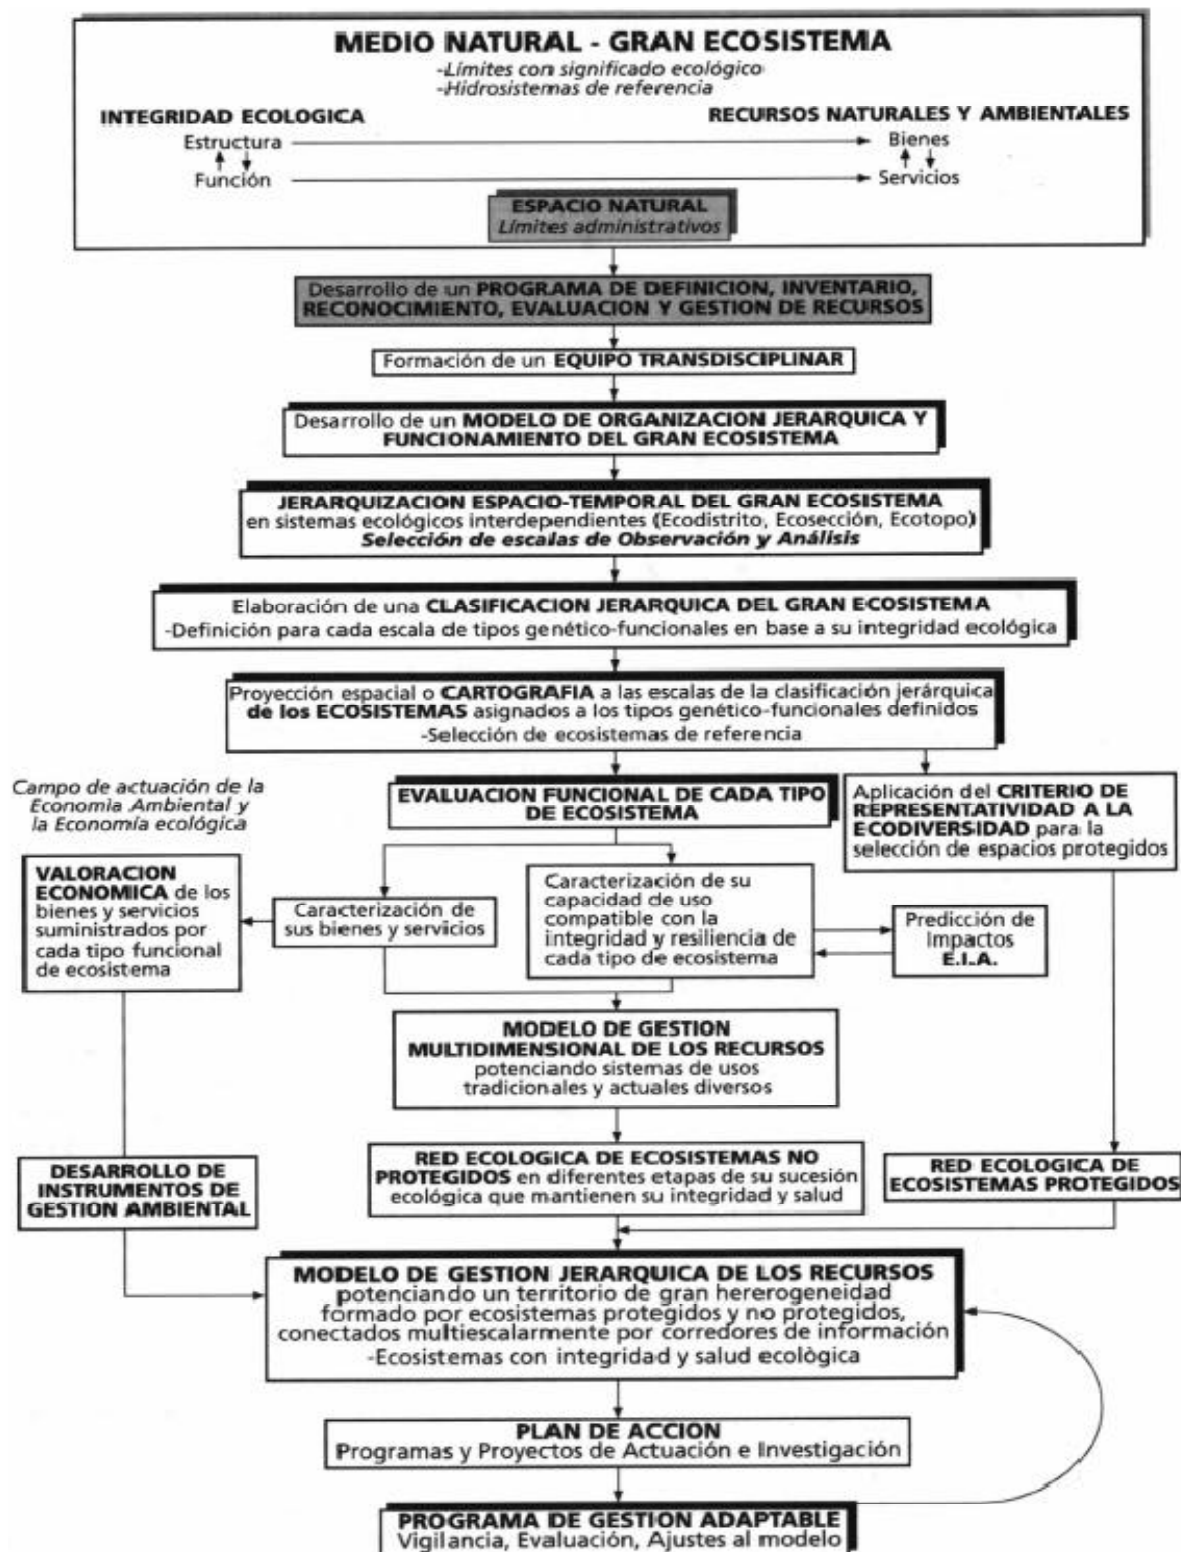 MEDIO NATURAL - GRAN ECOSISTEMA
-Límites con significado ecológico
-Hidrosistemas de referencia
INTEGRIDAD ECOLOGICA
RECURSOS NATURALES Y AMBIENTALES
Estructura
Bienes
Función
Servicios
ESPACIO NATURAL
Límites administrativos
Desarrollo de un PROGRAMA DE DEFINICION, INVENTARIO,
RECONOCIMIENTO, EVALUACION Y GESTION DE RECURSOS
Formación de un EQUIPO TRANSDISCIPLINAR
Desarrollo de un MODELO DE ORGANIZACION JERARQUICA Y
FUNCIONAMIENTO DEL GRAN ECOSISTEMA
JERARQUIZACION ESPACIO-TEMPORAL DEL GRAN ECOSISTEMA
en sistemas ecológicos interdependientes (Ecodistrito, Ecosección, Ecotopo)
Selección de escalas de Observación y Análisis
Elaboración de una CLASIFICACION JERARQUICA DEL GRAN ECOSISTEMA
-Definición para cada escala de tipos genético-funcionales en base a su integridad ecológica
Proyección espacial o CARTOGRAFIA a las escalas de la clasificación jerárquica
de los ECOSISTEMAS asignados a los tipos genético-funcionales definidos
-Selección de ecosistemas de referencia
Campo de actuación de la
Economía Ambiental y
la Economía ecológica
EVALUACION FUNCIONAL DE CADA TIPO
DE ECOSISTEMA
Aplicación del CRITERIO DE
REPRESENTATIVIDAD A LA
ECODIVERSIDAD para la
selección de espacios protegidos
VALORACION
ECONOMICA de los
bienes y servicios
suministrados por
cada tipo funcional
de ecosistema
Caracterización de
sus bienes y servicios
Caracterización de su
capacidad de uso
compatible con la
integridad y resiliencia de
cada tipo de ecosistema
Predicción de
Impactos
E.I.A.
MODELO DE GESTION
MULTIDIMENSIONAL DE LOS RECURSOS
potenciando sistemas de usos
tradicionales y actuales diversos
DESARROLLO DE
INSTRUMENTOS DE
GESTION AMBIENTAL
RED ECOLOGICA DE ECOSISTEMAS NO
PROTEGIDOS en diferentes etapas de su sucesión
ecológica que mantienen su integridad y salud
RED ECOLOGICA DE
ECOSISTEMAS PROTEGIDOS
MODELO DE GESTION JERARQUICA DE LOS RECURSOS
potenciando un territorio de gran hererogeneidad
formado por ecosistemas protegidos y no protegidos,
conectados multiescalarmente por corredores de información
-Ecosistemas con integridad y salud ecològica
PLAN DE ACCION
Programas y Proyectos de Actuación e Investigación
PROGRAMA DE GESTION ADAPTABLE
Vigilancia, Evaluación, Ajustes al modelo